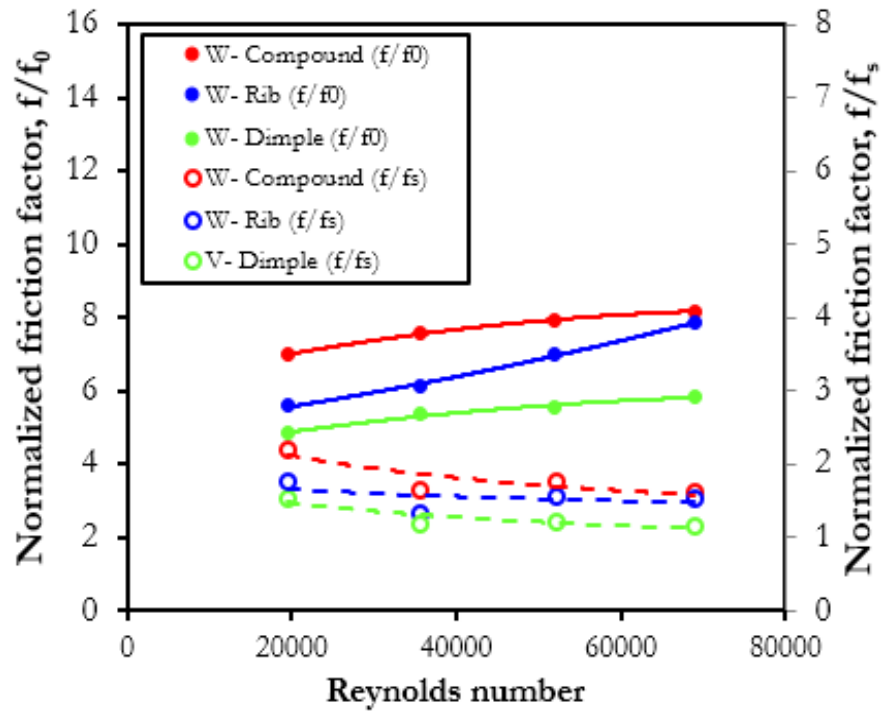 Normalized friction factor, f/f₀
16
14
12
10
8
6
4
2
0
W- Compound (f/f0)
W- Rib (f/f0)
W- Dimple (f/f0)
W- Compound (f/fs)
W- Rib (f/fs)
V- Dimple (f/fs)
8
7
6
5
4
3
2
1
0
Normalized friction factor, f/fₛ
0 20000 40000 60000 80000
Reynolds number